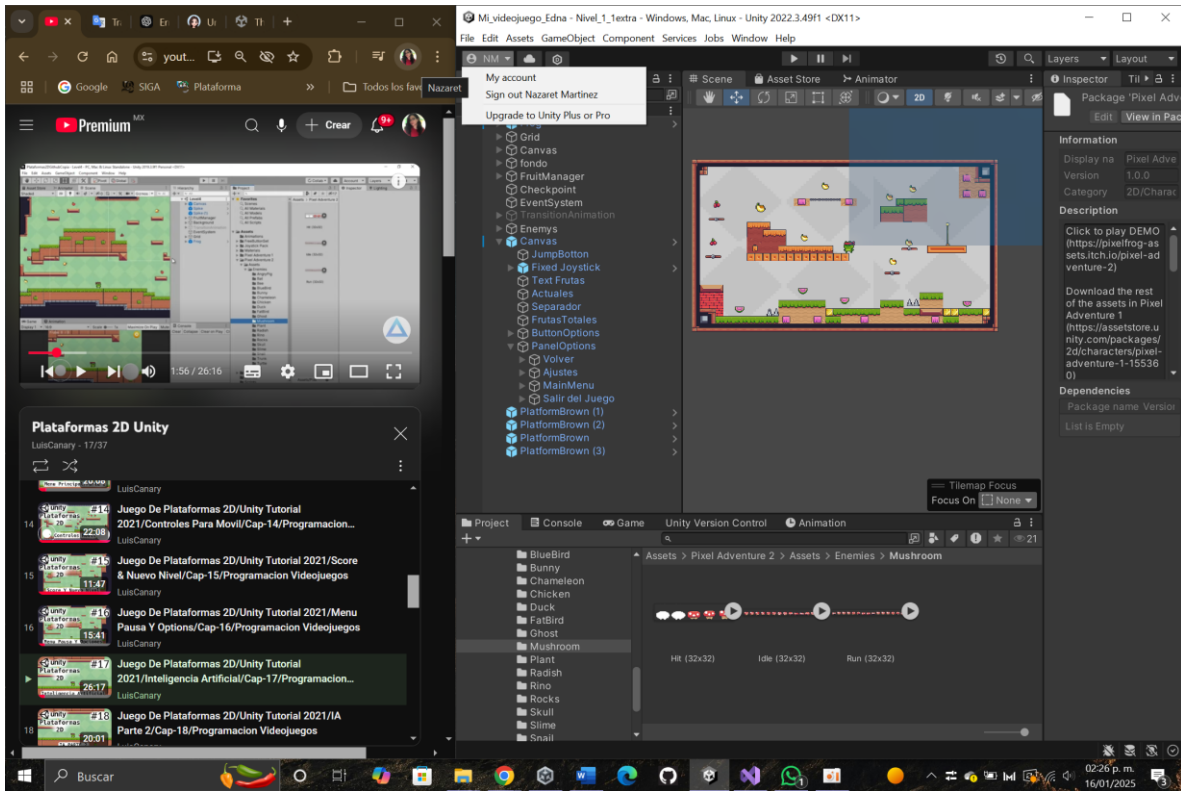 Tr
En
Un
Th
yout...
Google
SIGA
Plataforma
Todos los fav
Nazaret
Premium MX
Crear
9+
1:56 / 26:16
Plataformas 2D Unity
LuisCanary - 17/37
LuisCanary
14
#14
22:08
Juego De Plataformas 2D/Unity Tutorial
2021/Controles Para Movil/Cap-14/Programacion...
LuisCanary
15
#15
11:47
Juego De Plataformas 2D/Unity Tutorial 2021/Score
& Nuevo Nivel/Cap-15/Programacion Videojuegos
LuisCanary
16
#16
15:41
Juego De Plataformas 2D/Unity Tutorial 2021/Menu
Pausa Y Options/Cap-16/Programacion Videojuegos
LuisCanary
#17
26:17
Juego De Plataformas 2D/Unity Tutorial
2021/Inteligencia Artificial/Cap-17/Programacion...
LuisCanary
18
#18
20:01
Juego De Plataformas 2D/Unity Tutorial 2021/IA
Parte 2/Cap-18/Programacion Videojuegos
Mi_videojuego_Edna - Nivel_1_1extra - Windows, Mac, Linux - Unity 2022.3.49f1 <DX11>
File Edit Assets GameObject Component Services Jobs Window Help
NM
Layers
Layout
My account
Sign out Nazaret Martinez
Upgrade to Unity Plus or Pro
Grid
Canvas
fondo
FruitManager
Checkpoint
EventSystem
TransitionAnimation
Enemys
Canvas
JumpBotton
Fixed Joystick
Text Frutas
Actuales
Separador
FrutasTotales
ButtonOptions
PanelOptions
Volver
Ajustes
MainMenu
Salir del Juego
PlatformBrown (1)
PlatformBrown (2)
PlatformBrown
PlatformBrown (3)
Scene
Asset Store
Animator
2D
Tilemap Focus
Focus On
None
Inspector
Til
Package 'Pixel Adv
Edit
View in Pac
Information
Display na Pixel Adve
Version 1.0.0
Category 2D/Charac
Description
Click to play DEMO
(https://pixelfrog-as
sets.itch.io/pixel-ad
venture-2)
Download the rest
of the assets in Pixel
Adventure 1
(https://assetstore.u
nity.com/packages/
2d/characters/pixel-
adventure-1-15536
0)
Dependencies
Package name Version
List is Empty
Project
Console
Game
Unity Version Control
Animation
21
BlueBird
Bunny
Chameleon
Chicken
Duck
FatBird
Ghost
Mushroom
Plant
Radish
Rino
Rocks
Skull
Slime
Snail
Assets > Pixel Adventure 2 > Assets > Enemies > Mushroom
Hit (32x32)
Idle (32x32)
Run (32x32)
Buscar
02:26 p. m.
16/01/2025